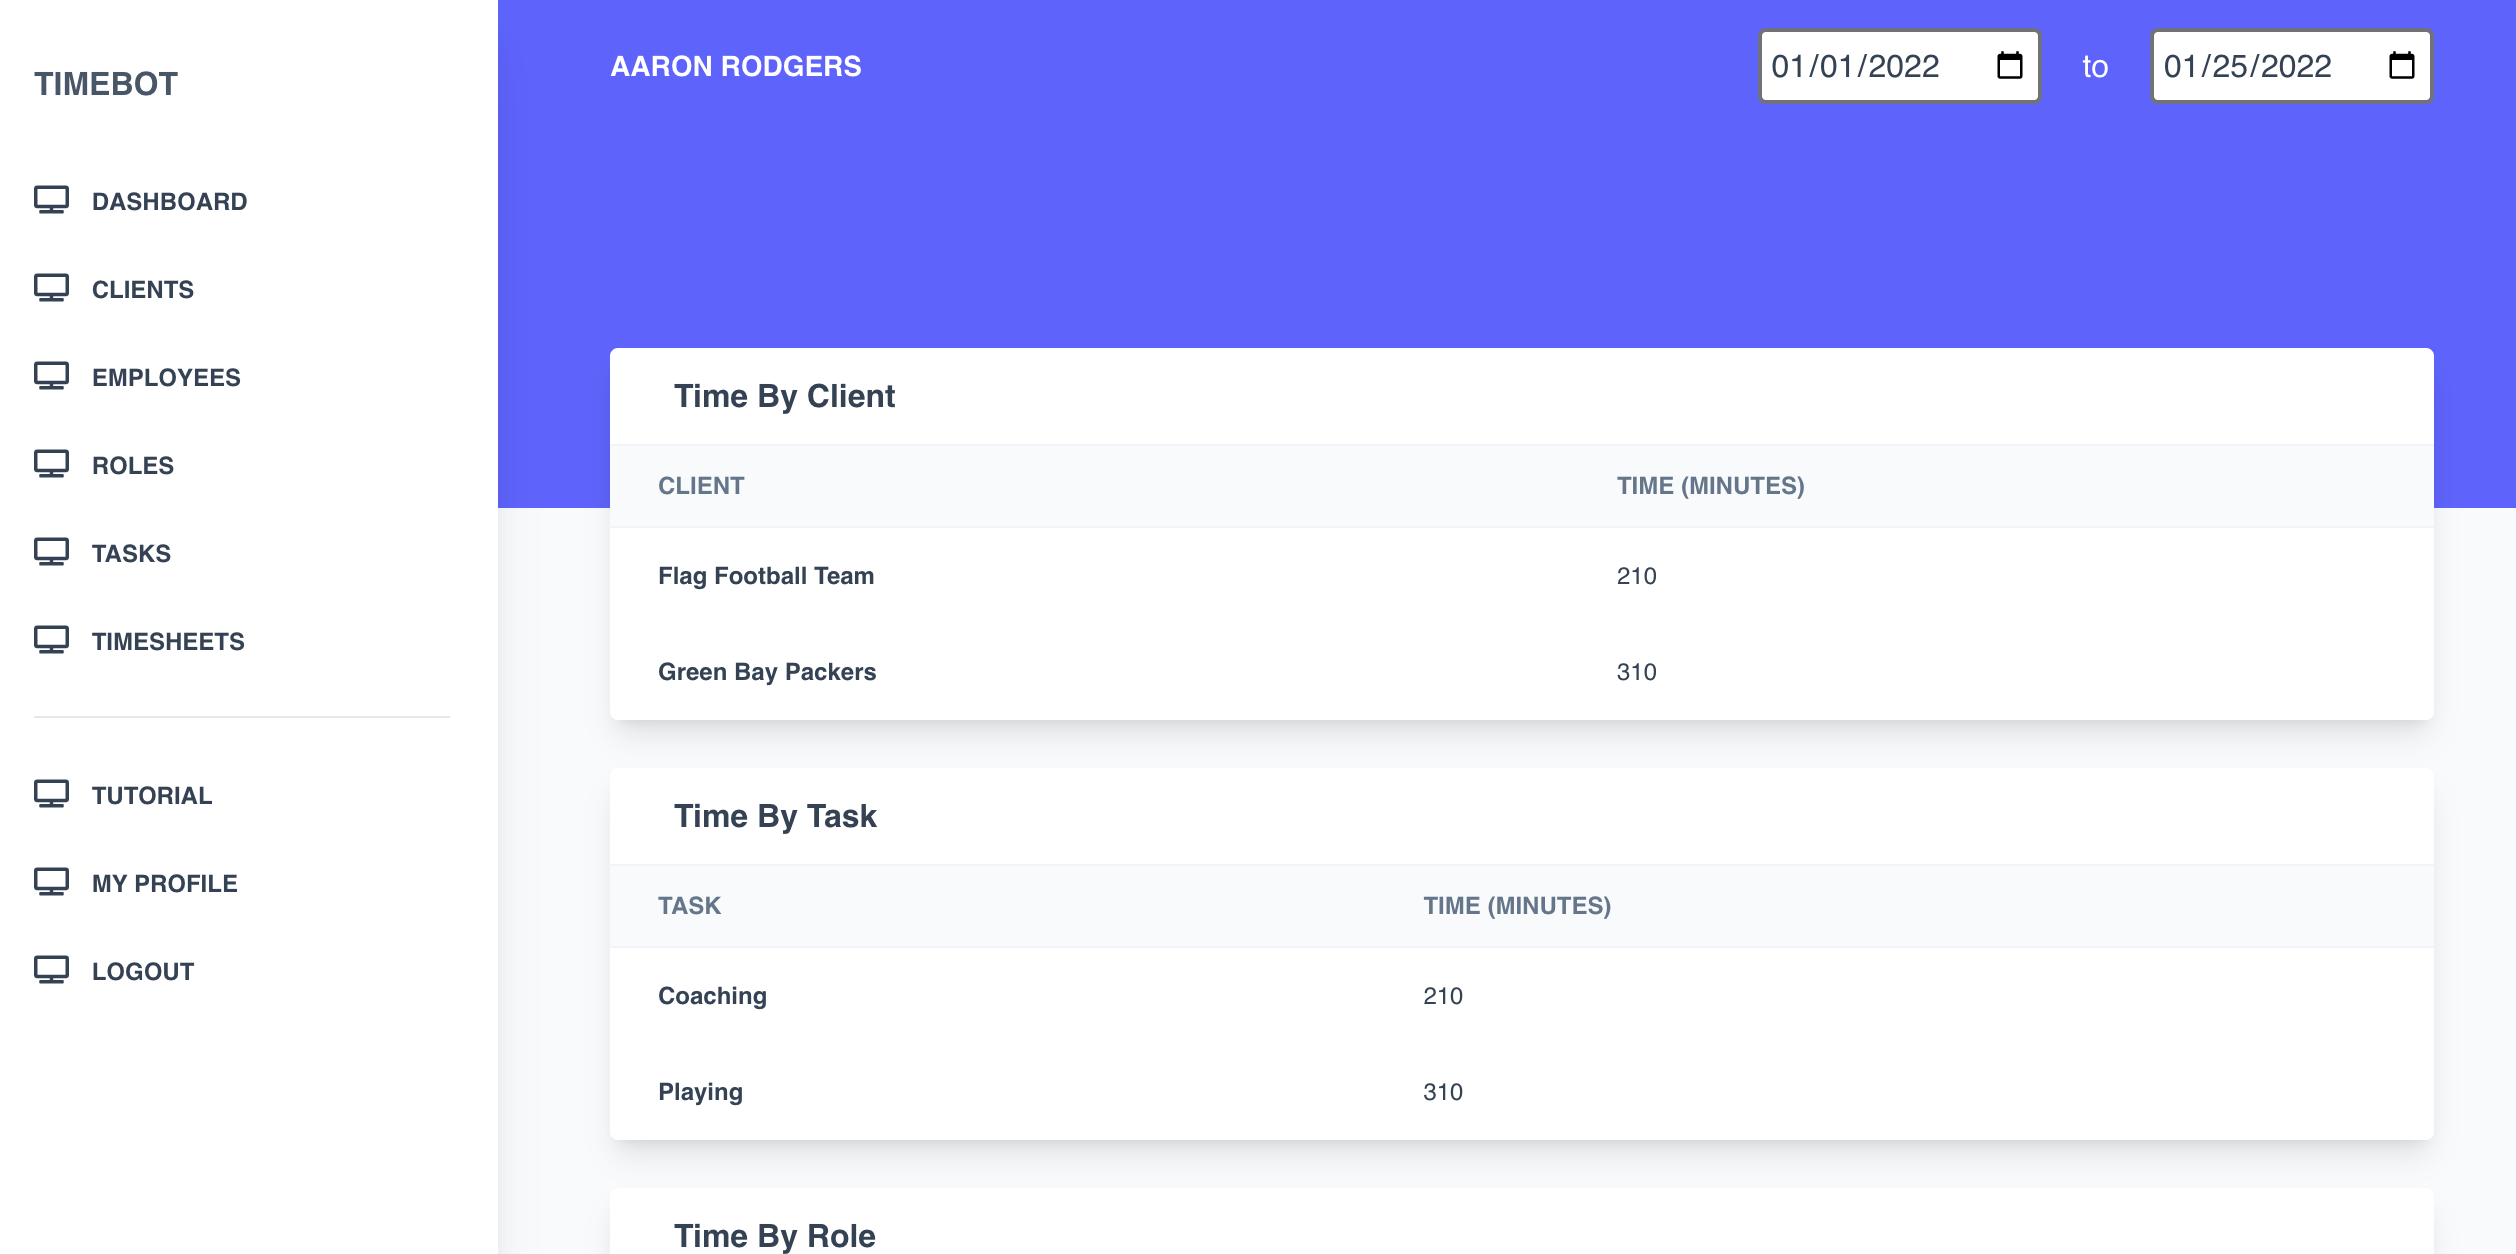 TIMEBOT
DASHBOARD
CLIENTS
EMPLOYEES
ROLES
TASKS
TIMESHEETS
TUTORIAL
MY PROFILE
LOGOUT
AARON RODGERS 01/01/2022 to 01/25/2022
Time By Client
CLIENT TIME (MINUTES)
Flag Football Team 210
Green Bay Packers 310
Time By Task
TASK TIME (MINUTES)
Coaching 210
Playing 310
Time By Role